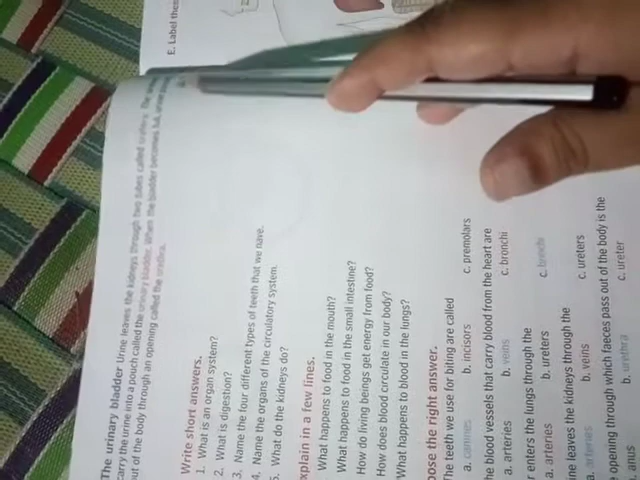 E. Label
The urinary bladder Urine leaves the kidneys through two tubes called ureters. The
carry the urine into a pouch called the urinary bladder. When the bladder becomes full,
out of the body through an opening called the urethra.
Write short answers.
1. What is an organ system?
2. What is digestion?
3. Name the four different types of teeth that we have.
4. Name the organs of the circulatory system.
5. What do the kidneys do?
xplain in a few lines.
What happens to food in the mouth?
What happens to food in the small intestine?
How do living beings get energy from food?
How does blood circulate in our body?
What happens to blood in the lungs?
oose the right answer.
The teeth we use for biting are called
a. canines b. incisors c. premolars
he blood vessels that carry blood from the heart are
a. arteries b. veins c. bronchi
r enters the lungs through the
a. arteries b. ureters c. bronchi
ine leaves the kidneys through the
a. arteries b. veins c. ureters
opening through which faeces pass out of the body is the
. anus b. urethra c. ureter